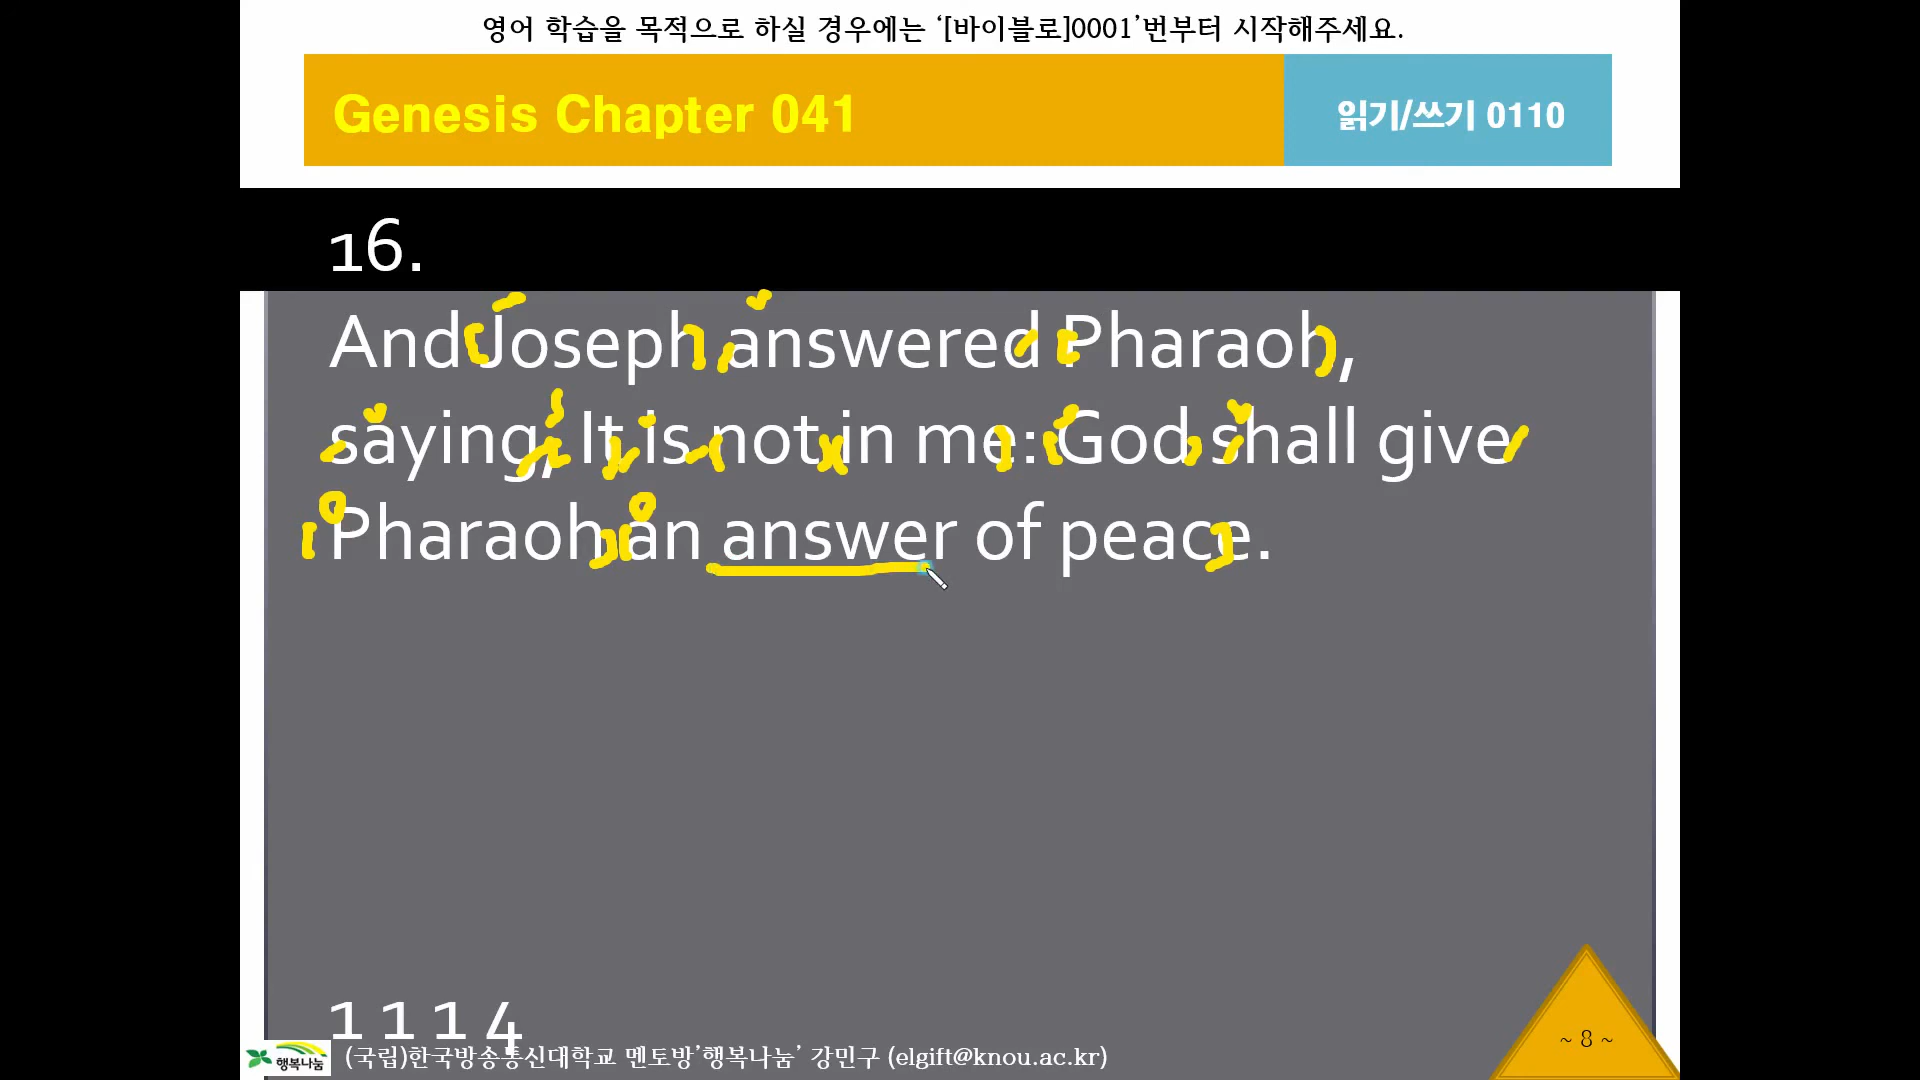 영어 학습을 목적으로 하실 경우에는 ‘[바이블로]0001’번부터 시작해주세요.
Genesis Chapter 041
읽기/쓰기 0110
16.
And Joseph answered Pharaoh,
saying, It is not in me: God shall give
Pharaoh an answer of peace.
1 1 1 4
행복나눔
(국립)한국방송통신대학교 멘토방’행복나눔’ 강민구 (elgift@knou.ac.kr)
~ 8 ~